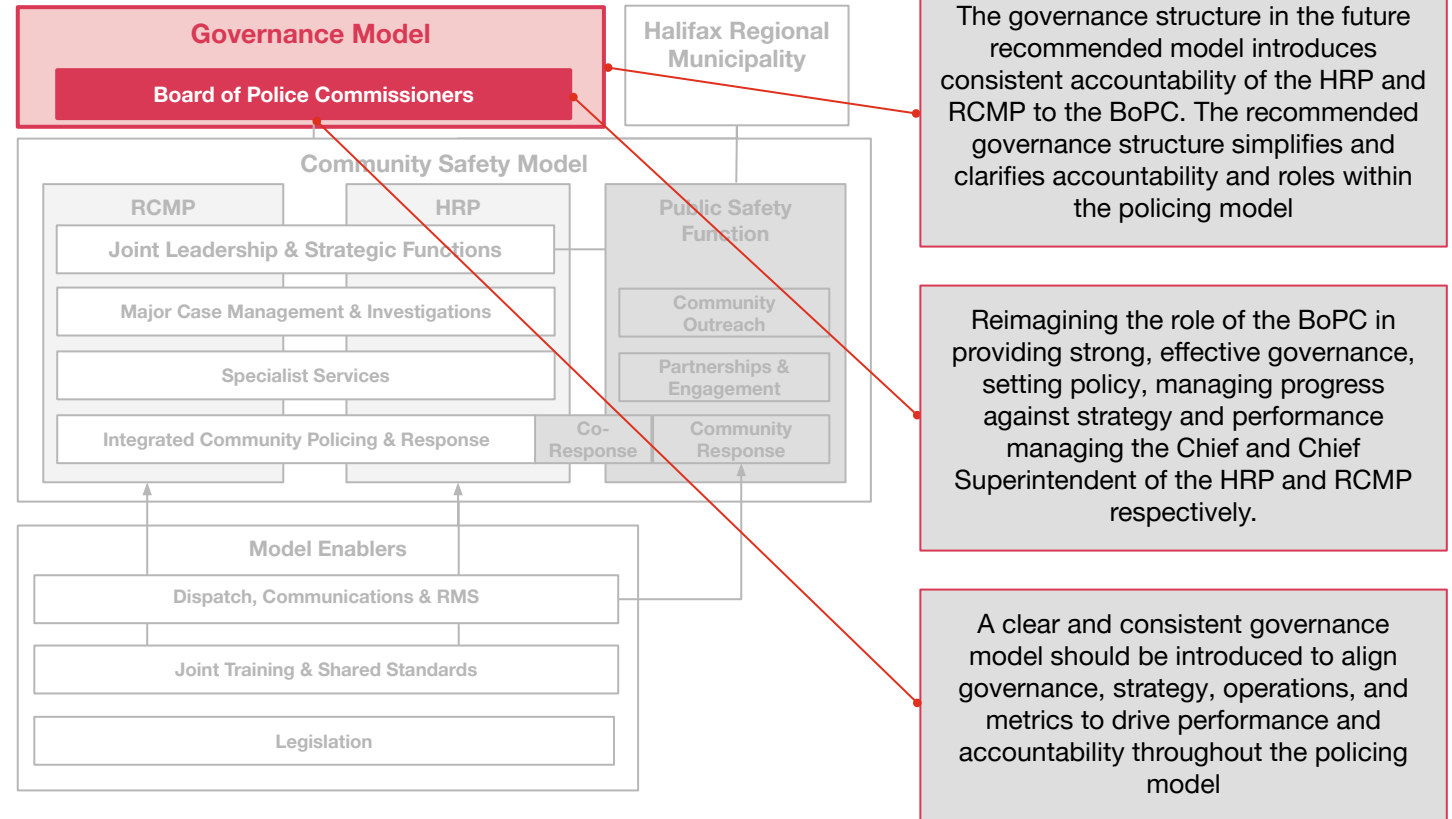 Governance Model
Board of Police Commissioners
Halifax Regional
Municipality
Community Safety Model
RCMP
HRP
Public Safety
Function
Joint Leadership & Strategic Functions
Major Case Management & Investigations
Community
Outreach
Specialist Services
Partnerships &
Engagement
Integrated Community Policing & Response
Co-
Response
Community
Response
Model Enablers
Dispatch, Communications & RMS
Joint Training & Shared Standards
Legislation
The governance structure in the future
recommended model introduces
consistent accountability of the HRP and
RCMP to the BoPC. The recommended
governance structure simplifies and
clarifies accountability and roles within
the policing model
Reimagining the role of the BoPC in
providing strong, effective governance,
setting policy, managing progress
against strategy and performance
managing the Chief and Chief
Superintendent of the HRP and RCMP
respectively.
A clear and consistent governance
model should be introduced to align
governance, strategy, operations, and
metrics to drive performance and
accountability throughout the policing
model